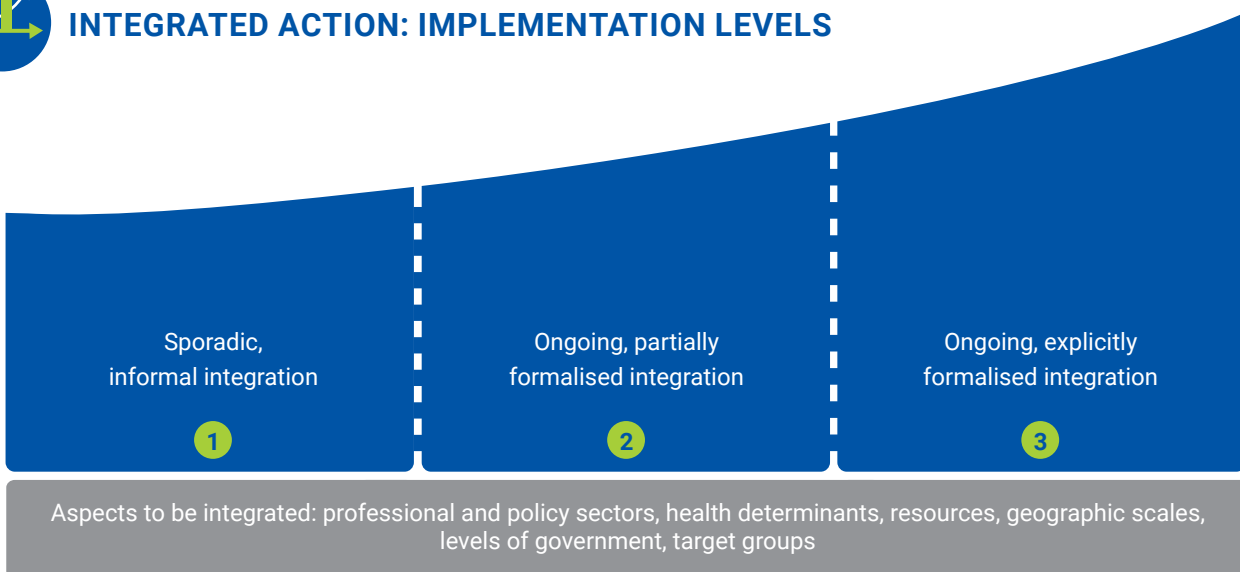 INTEGRATED ACTION: IMPLEMENTATION LEVELS
Sporadic,
informal integration
1
Ongoing, partially
formalised integration
2
Ongoing, explicitly
formalised integration
3
Aspects to be integrated: professional and policy sectors, health determinants, resources, geographic scales,
levels of government, target groups